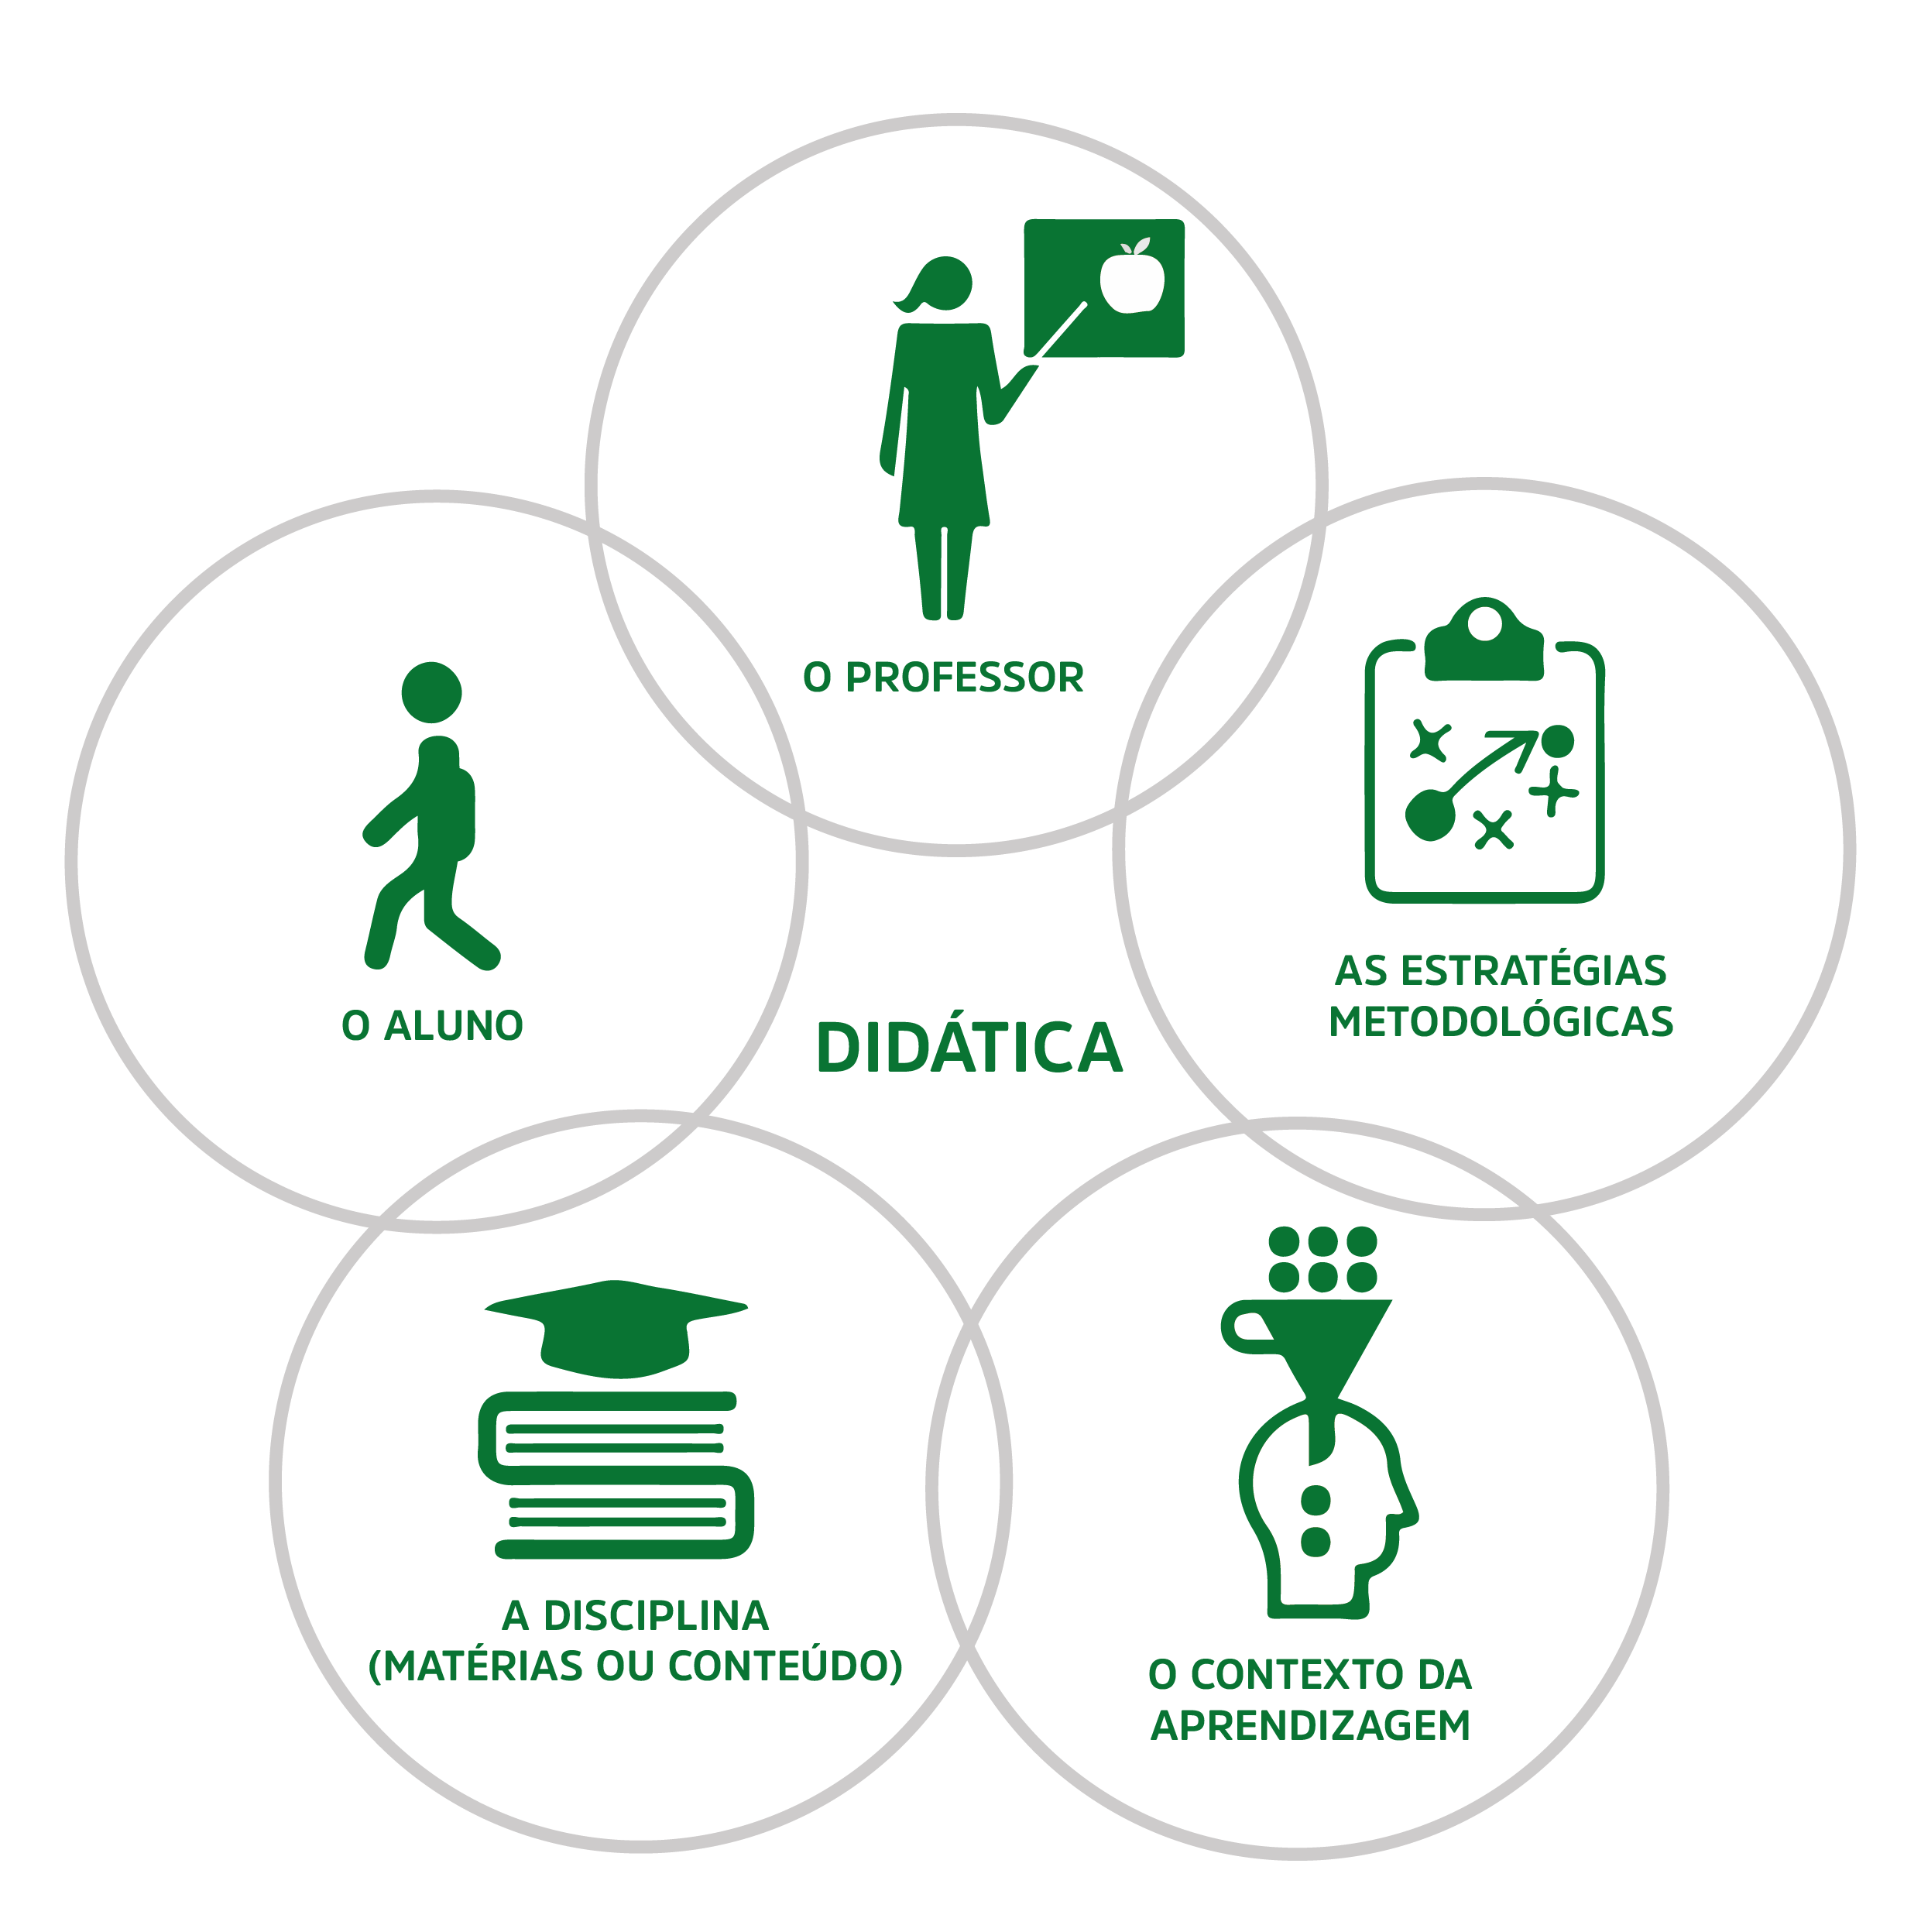 O PROFESSOR
O ALUNO
AS ESTRATÉGIAS
METODOLÓGICAS
DIDÁTICA
A DISCIPLINA
(MATÉRIAS OU CONTEÚDO)
O CONTEXTO DA
APRENDIZAGEM